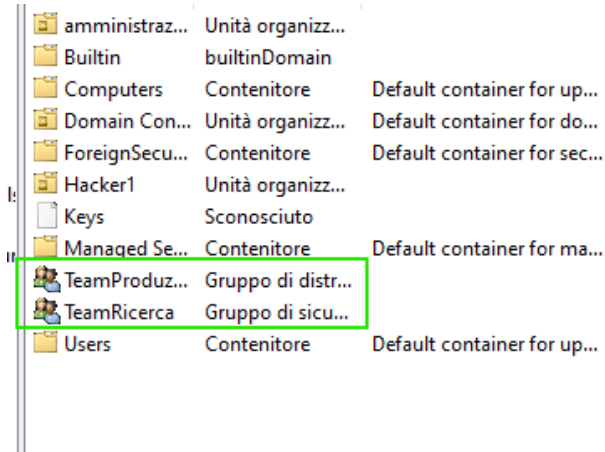 amministraz... Unità organizz...
Builtin builtinDomain
Computers Contenitore Default container for up...
Domain Con... Unità organizz... Default container for do...
ForeignSecu... Contenitore Default container for sec...
Hacker1 Unità organizz...
Keys Sconosciuto
Managed Se... Contenitore Default container for ma...
TeamProduz... Gruppo di distr...
TeamRicerca Gruppo di sicu...
Users Contenitore Default container for up...